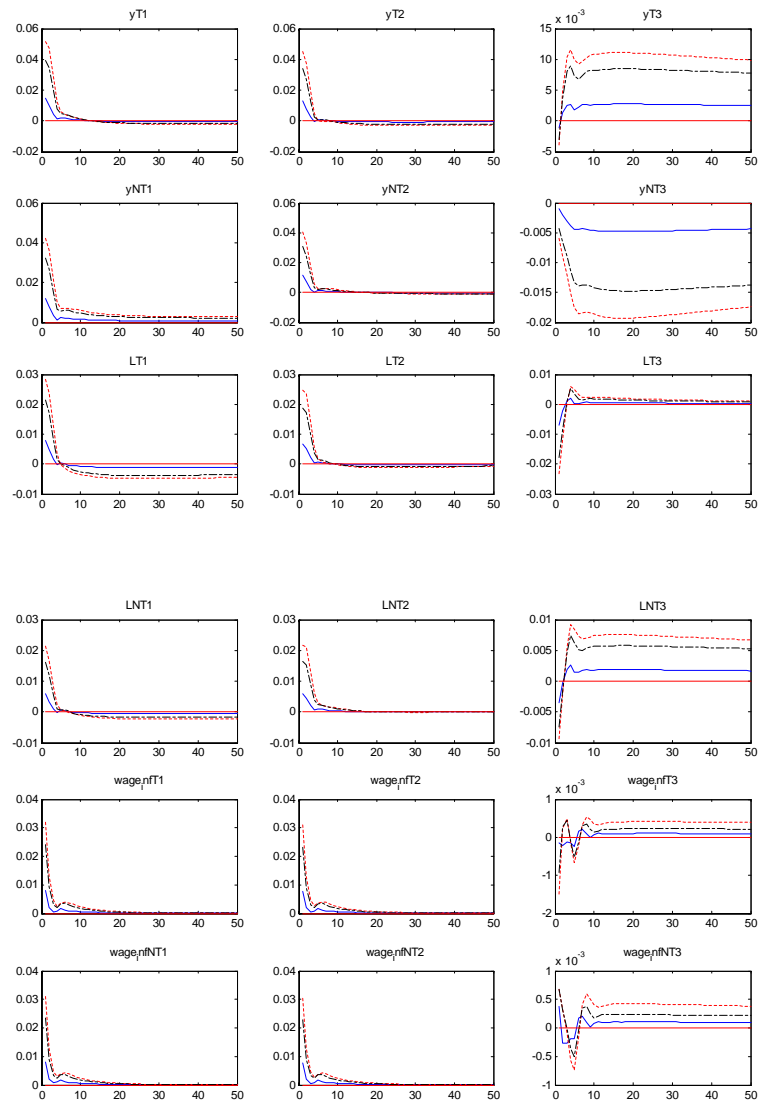 yT1
0.06
0.04
0.02
0
-0.02
0 10 20 30 40 50
yT2
0.06
0.04
0.02
0
-0.02
0 10 20 30 40 50
yT3
x 10^-3
15
10
5
0
-5
0 10 20 30 40 50
yNT1
0.06
0.04
0.02
0
0 10 20 30 40 50
yNT2
0.06
0.04
0.02
0
-0.02
0 10 20 30 40 50
yNT3
0
-0.005
-0.01
-0.015
-0.02
0 10 20 30 40 50
LT1
0.03
0.02
0.01
0
-0.01
0 10 20 30 40 50
LT2
0.03
0.02
0.01
0
-0.01
0 10 20 30 40 50
LT3
0.01
0
-0.01
-0.02
-0.03
0 10 20 30 40 50
LNT1
0.03
0.02
0.01
0
-0.01
0 10 20 30 40 50
LNT2
0.03
0.02
0.01
0
-0.01
0 10 20 30 40 50
LNT3
0.01
0.005
0
-0.005
-0.01
0 10 20 30 40 50
wage_infT1
0.04
0.03
0.02
0.01
0
0 10 20 30 40 50
wage_infT2
0.04
0.03
0.02
0.01
0
0 10 20 30 40 50
wage_infT3
x 10^-3
1
0
-1
-2
0 10 20 30 40 50
wage_infNT1
0.04
0.03
0.02
0.01
0
0 10 20 30 40 50
wage_infNT2
0.04
0.03
0.02
0.01
0
0 10 20 30 40 50
wage_infNT3
x 10^-3
1
0.5
0
-0.5
-1
0 10 20 30 40 50